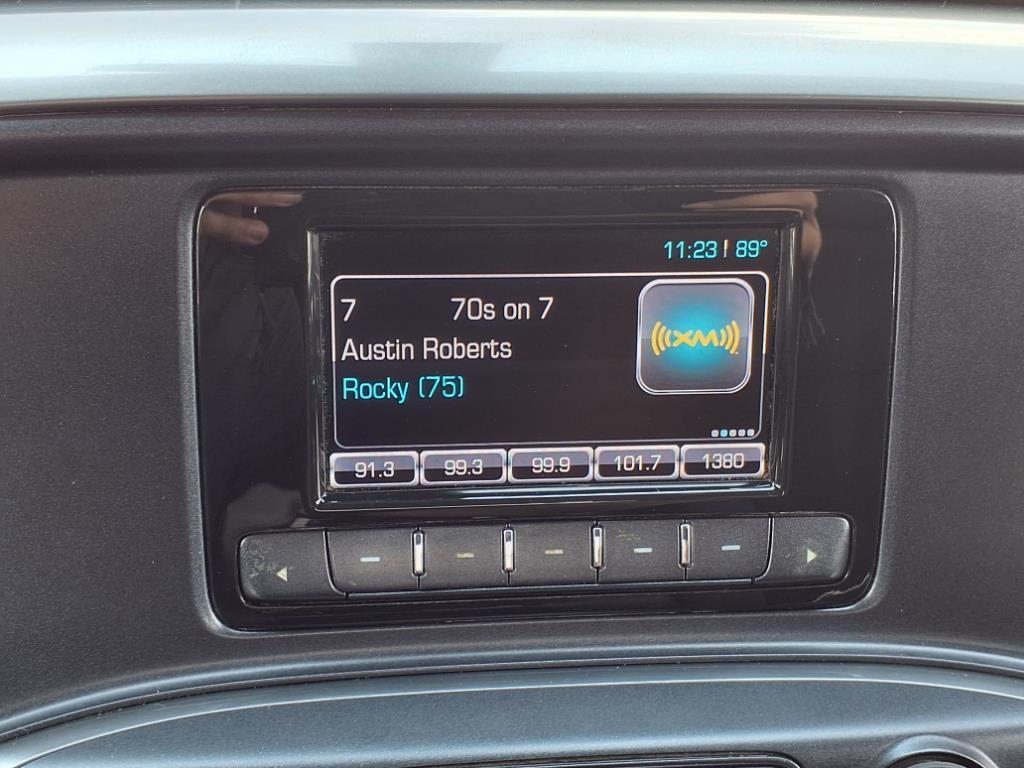 11:23 | 89°
7 70s on 7
Austin Roberts
Rocky (75)
((XM))
91.3 99.3 99.9 101.7 1380